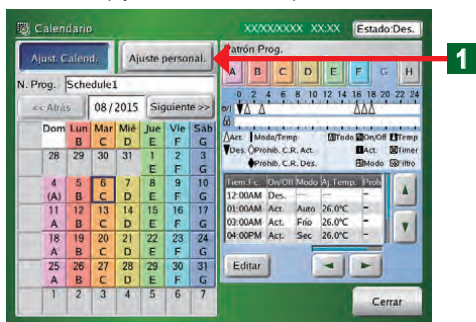 Calendario XX/XX/XXXX XX:XX Estado:Des.
Ajust. Calend. Ajuste personal.
1
N. Prog. Schedule1
<< Atrás 08/2015 Siguiente >>
Dom Lun Mar Mié Jue Vie Sáb
B C D E F G
28 29 30 31 1 2 3
E F G
4 5 6 7 8 9 10
(A) B C D E F G
11 12 13 14 15 16 17
A B C D E F G
18 19 20 21 22 23 24
A B C D E F G
25 26 27 28 29 30 31
A B C D E F G
1 2 3 4 5 6 7
Patrón Prog.
A B C D E F G H
0 2 4 6 8 10 12 14 16 18 20 22 24
Act. Modo/Temp Todo On/Off Temp
Des. Prohib. C.R. Act. Act. Timer
Prohib. C.R. Des. Modo Filtro
Tiem.Fc. On/Off Modo Aj. Temp. Proh
12:00AM Des. -
01:00AM Act. Auto 26.0°C -
03:00AM Act. Frío 26.0°C -
04:00PM Act. Sec 26.0°C -
Editar
Cerrar